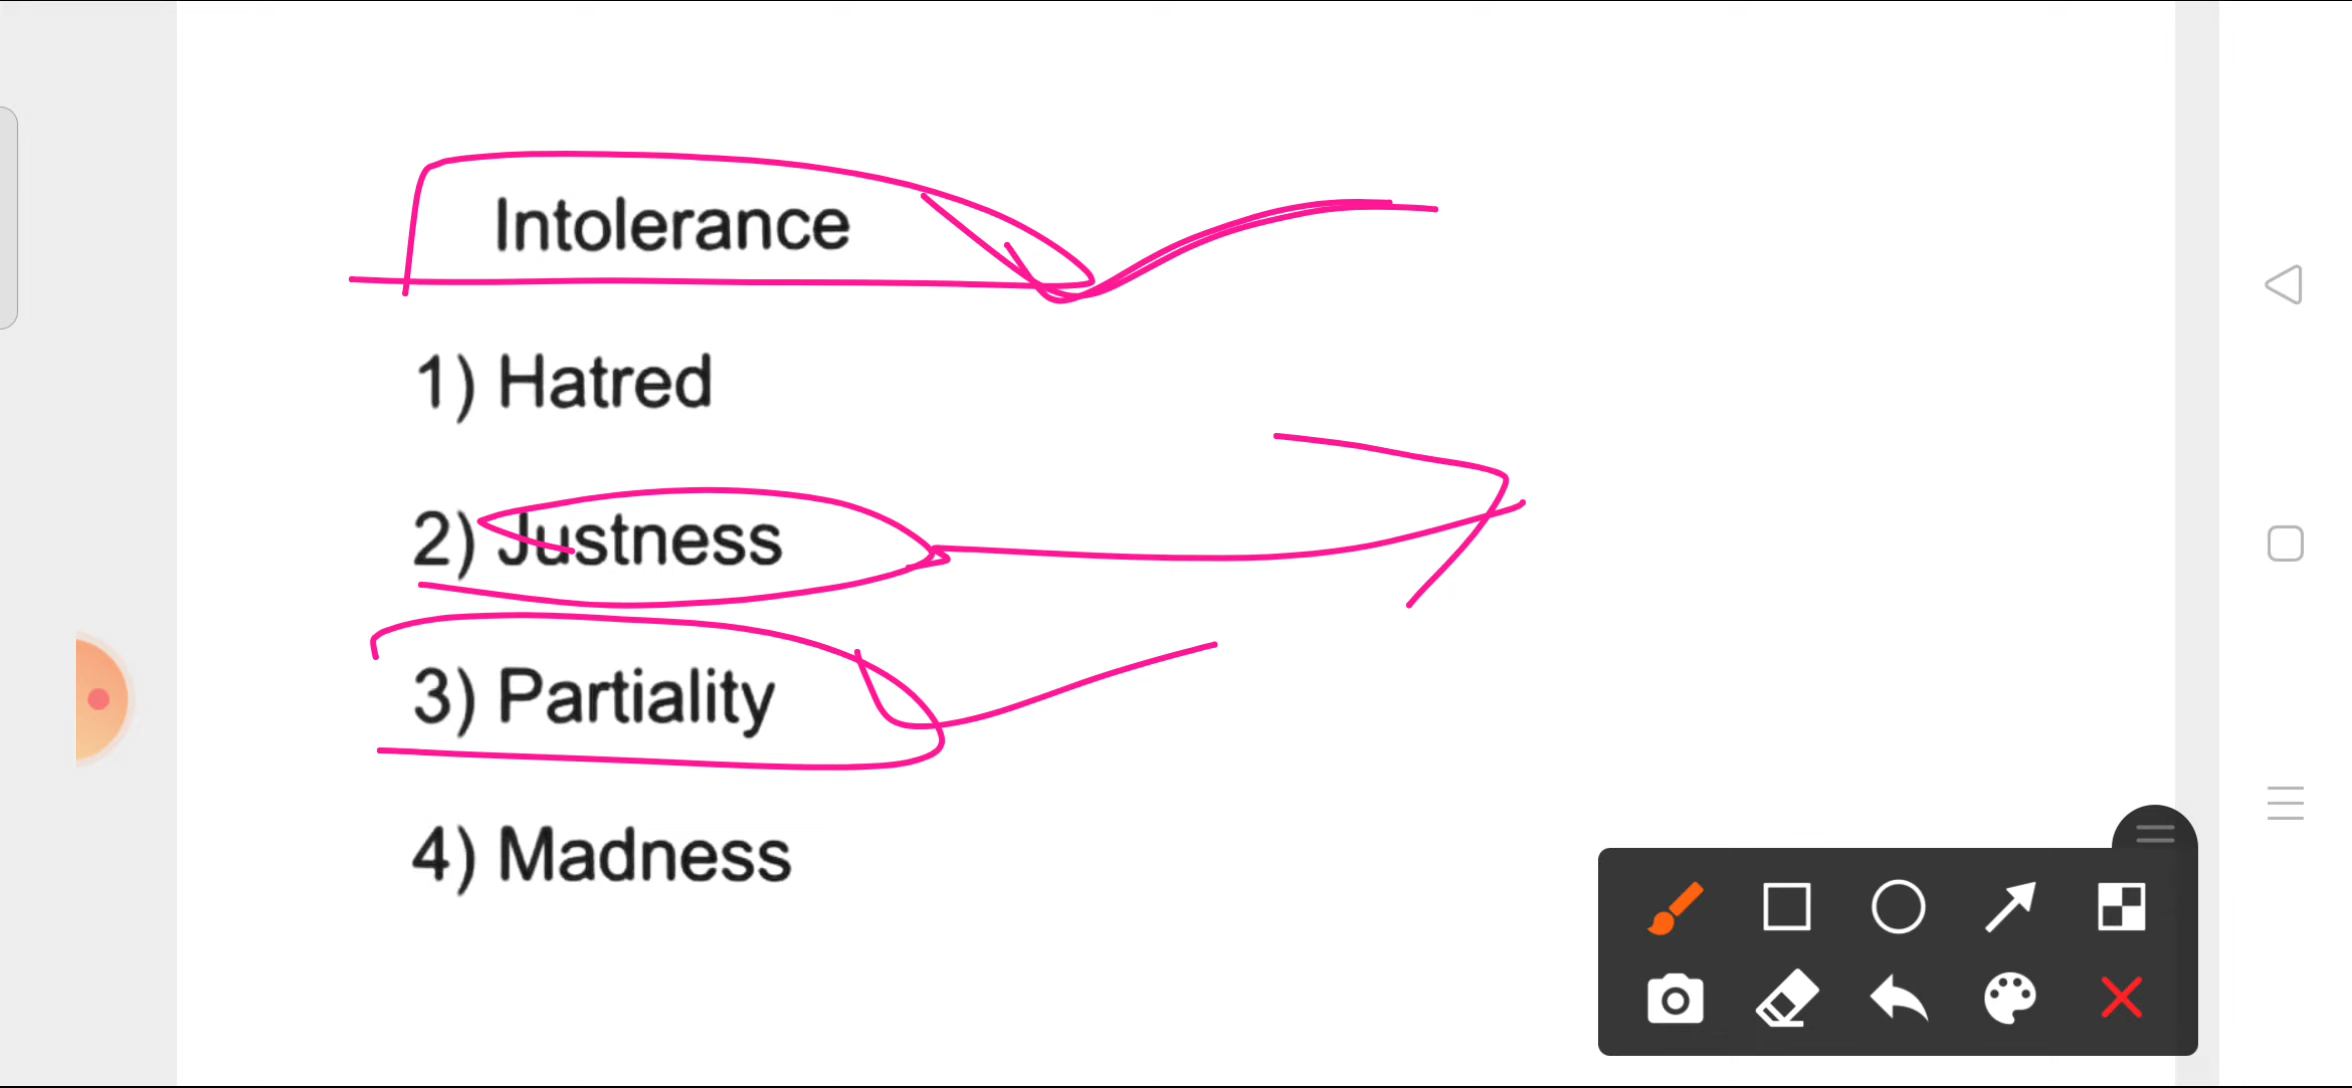 Intolerance
1) Hatred
2) Justness
3) Partiality
4) Madness